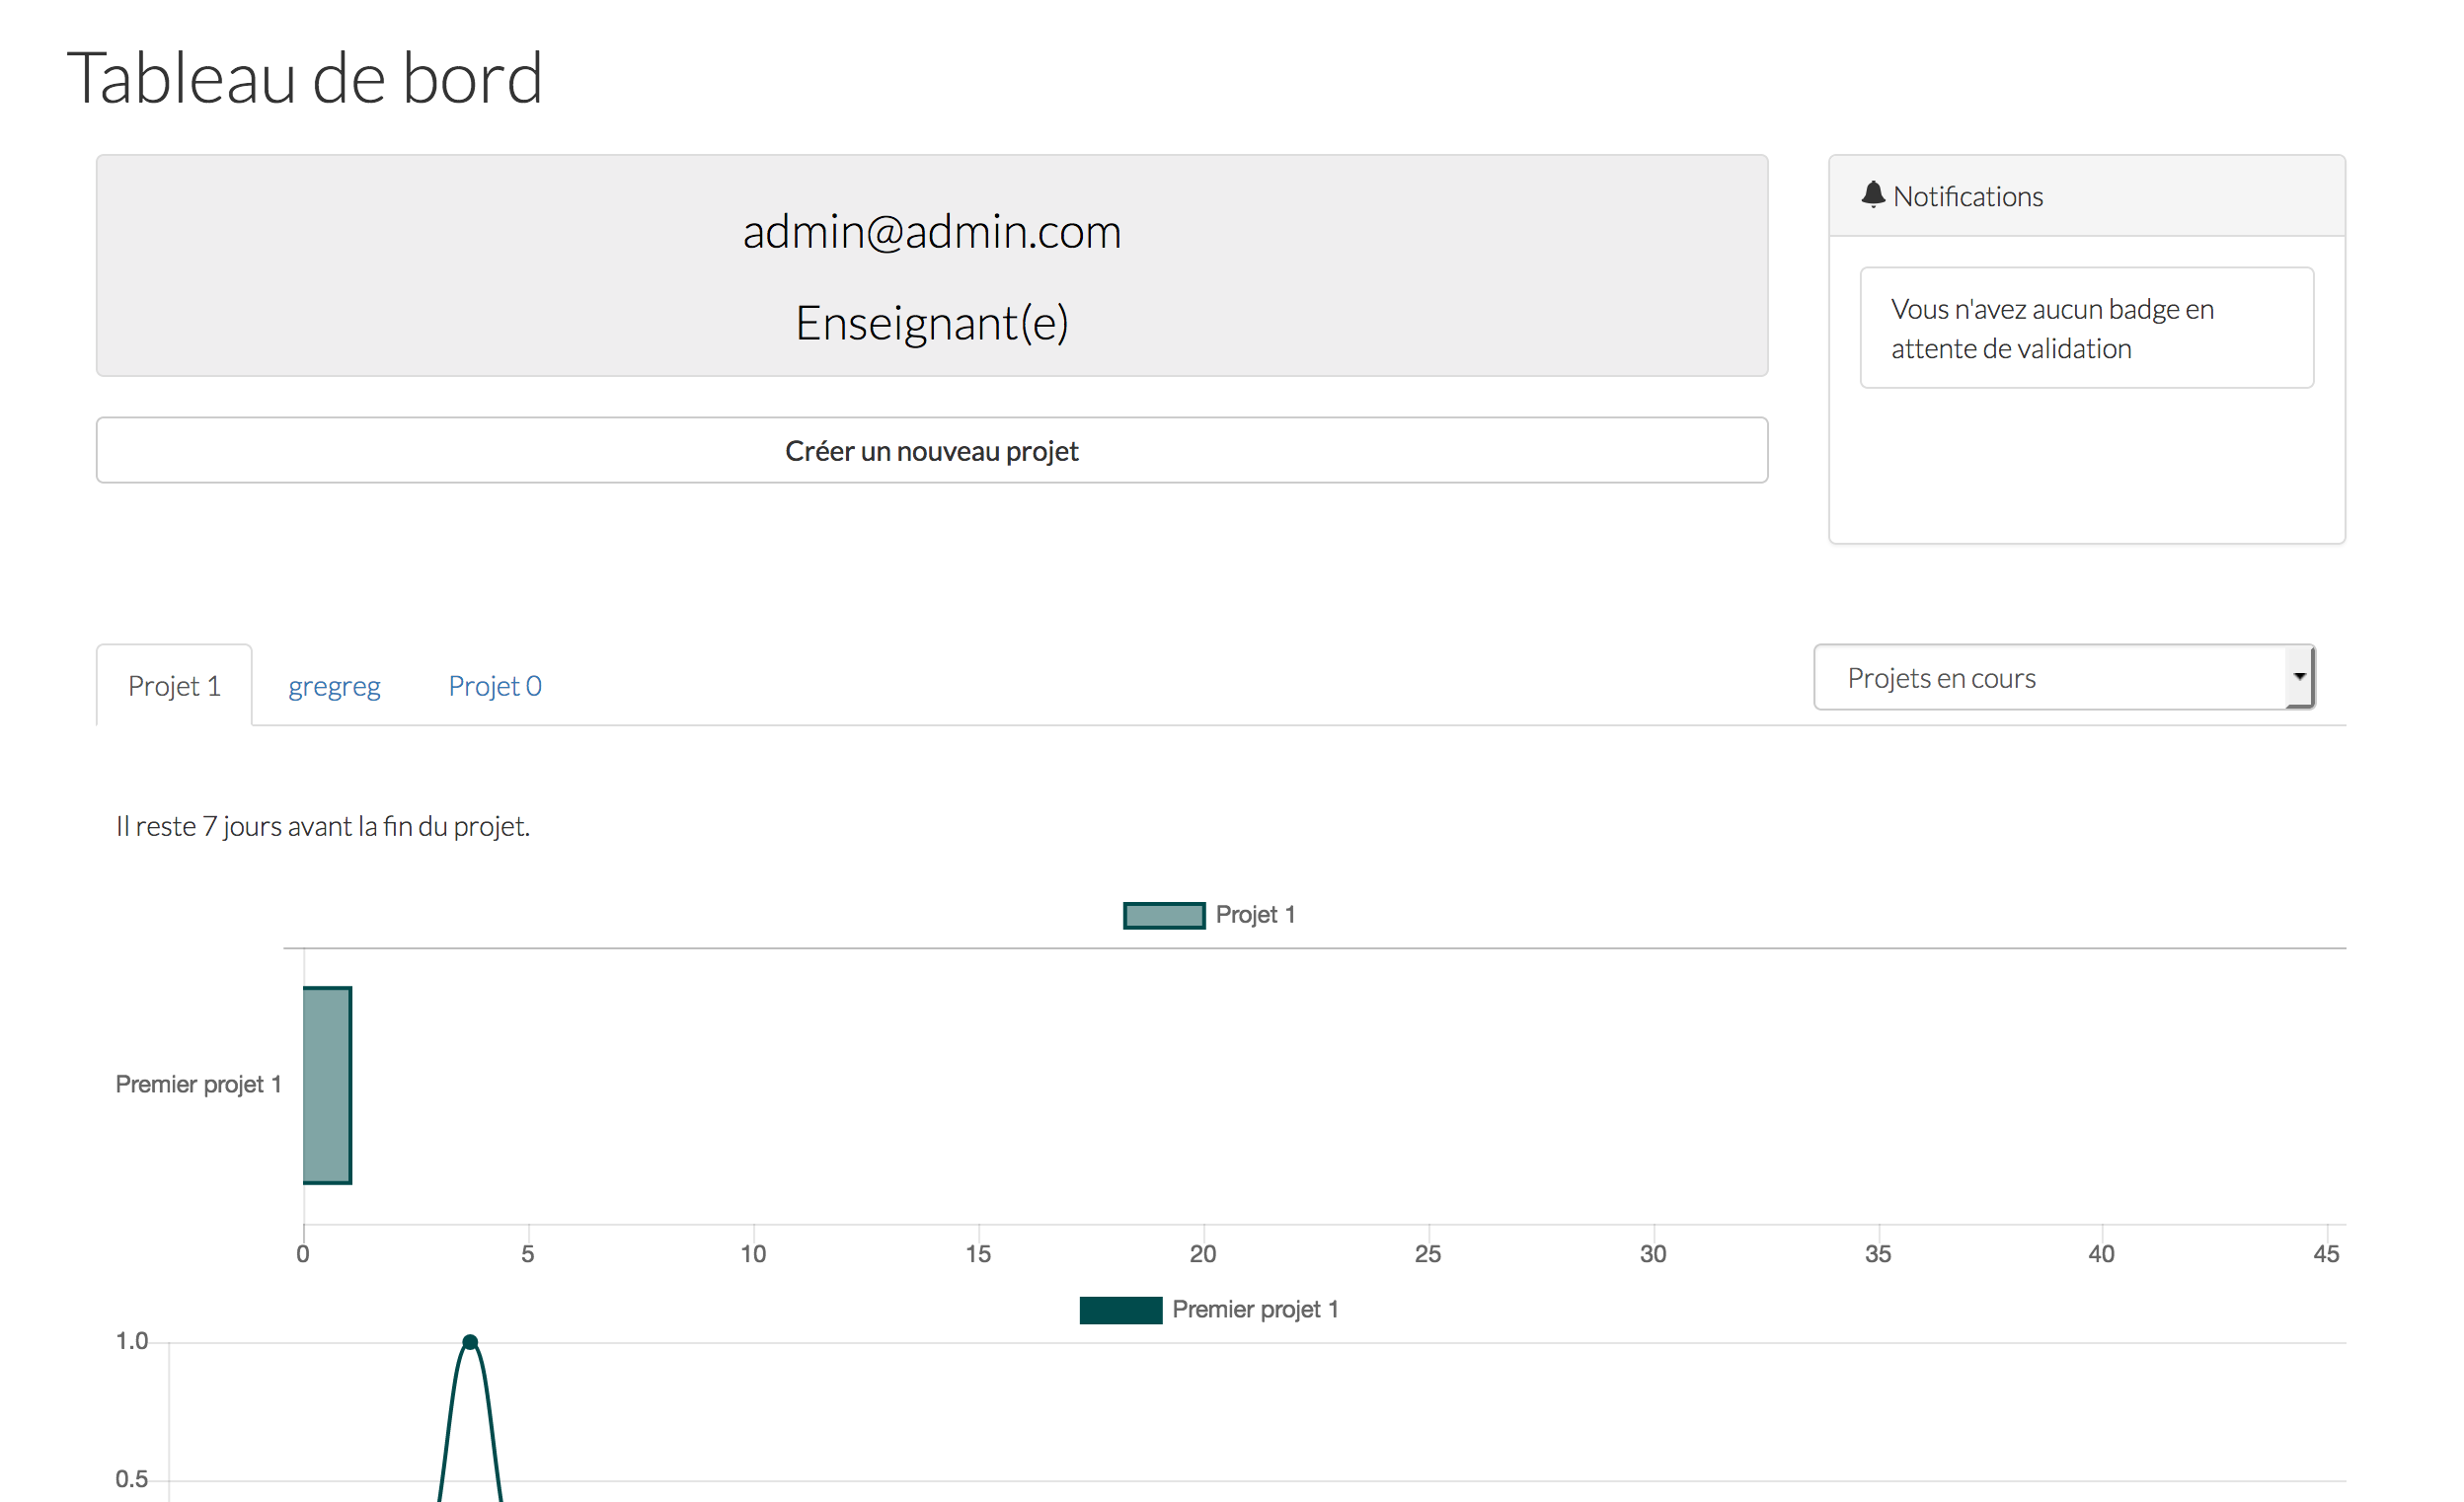 Tableau de bord
admin@admin.com
Enseignant(e)
Créer un nouveau projet
Notifications
Vous n'avez aucun badge en
attente de validation
Projet 1 gregreg Projet 0 Projets en cours
Il reste 7 jours avant la fin du projet.
Projet 1
Premier projet 1
0 5 10 15 20 25 30 35 40 45
Premier projet 1
1.0
0.5